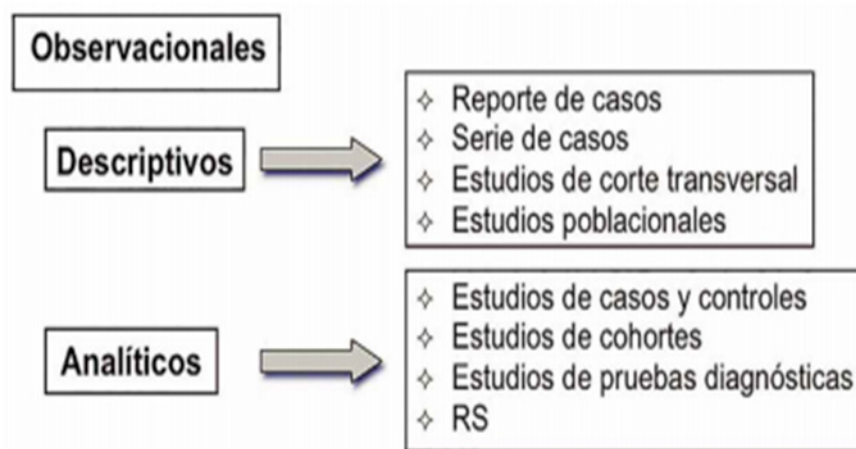 Observacionales
Descriptivos
Reporte de casos
Serie de casos
Estudios de corte transversal
Estudios poblacionales
Analíticos
Estudios de casos y controles
Estudios de cohortes
Estudios de pruebas diagnósticas
RS